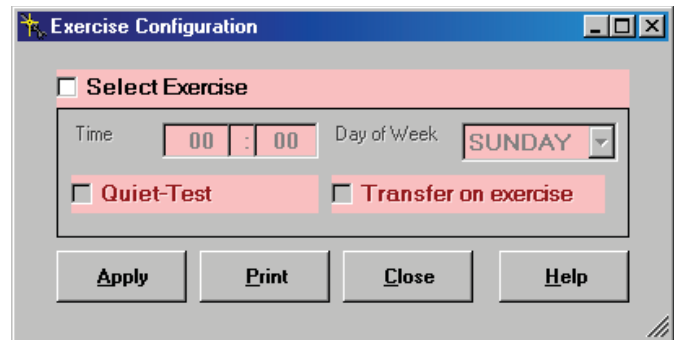 Exercise Configuration
Select Exercise
Time 00 : 00 Day of Week SUNDAY
Quiet-Test Transfer on exercise
Apply Print Close Help